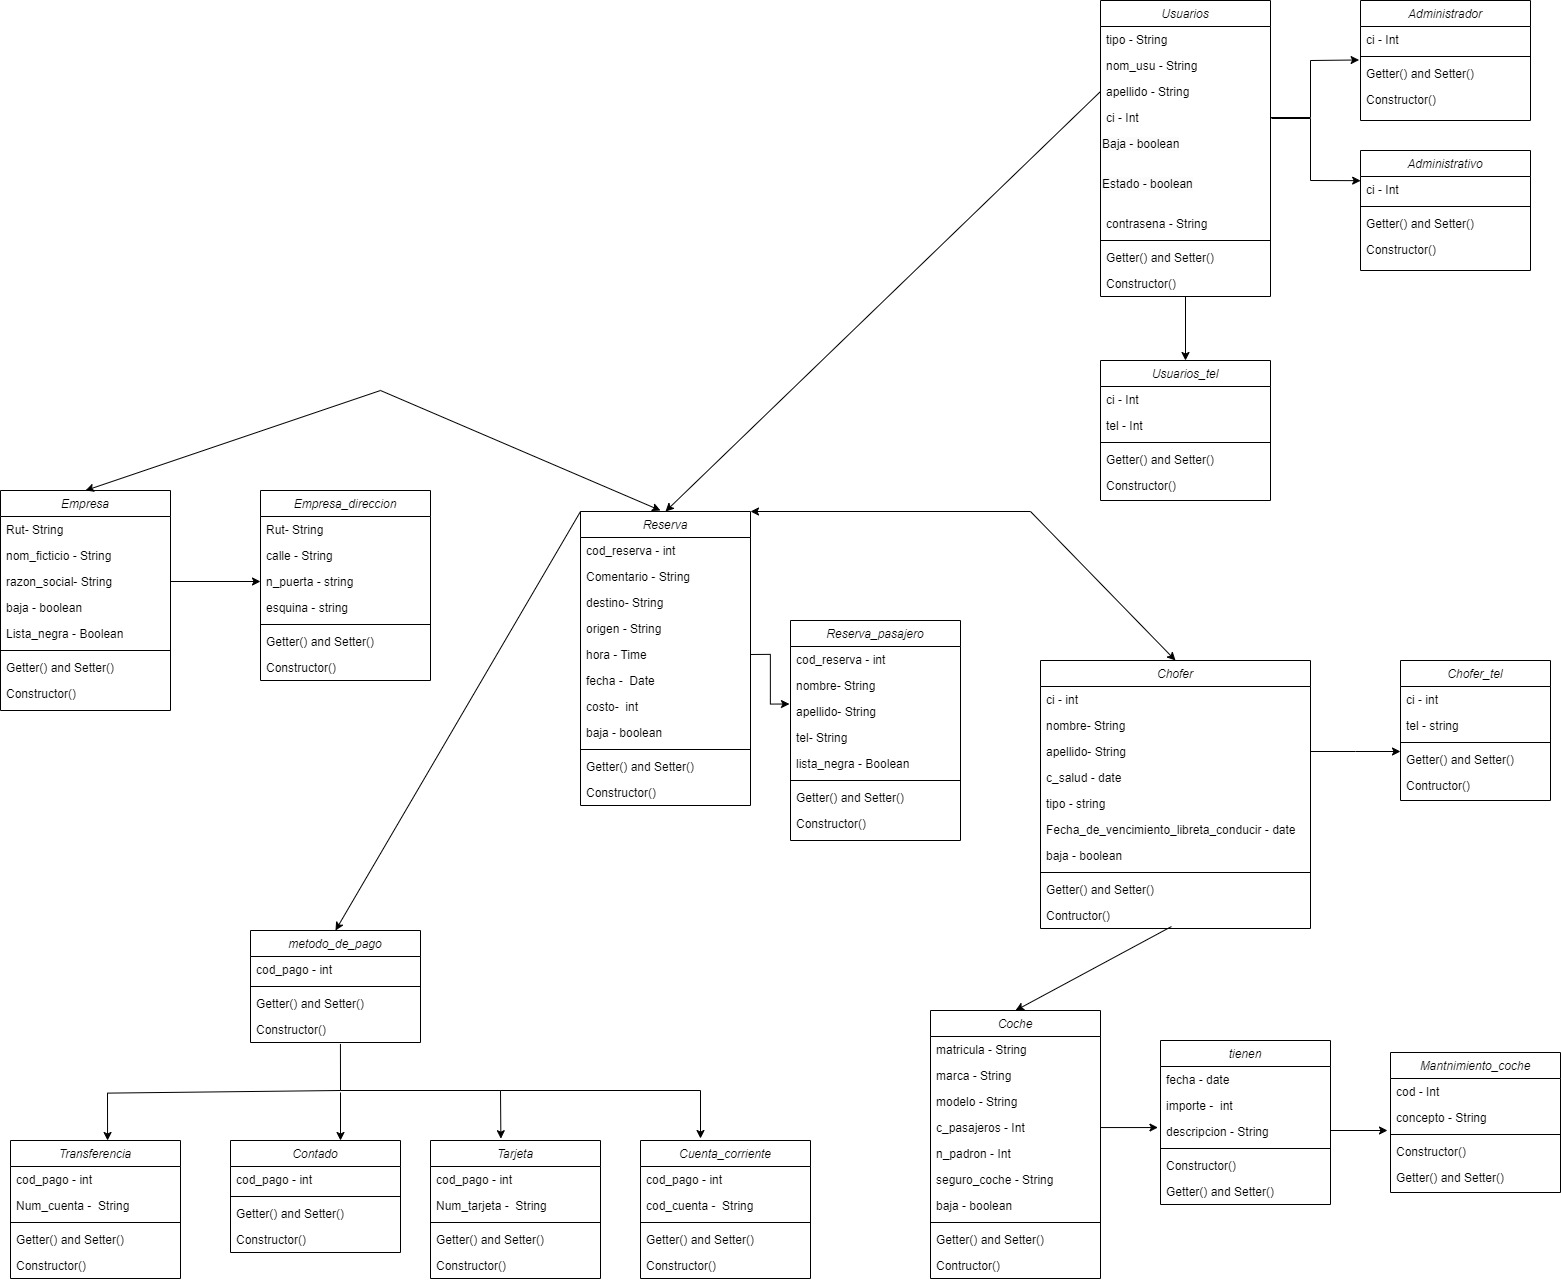 Usuarios
tipo - String
nom_usu - String
apellido - String
ci - Int
Baja - boolean
Estado - boolean
contrasena - String
Getter() and Setter()
Constructor()
Administrador
ci - Int
Getter() and Setter()
Constructor()
Administrativo
ci - Int
Getter() and Setter()
Constructor()
Usuarios_tel
ci - Int
tel - Int
Getter() and Setter()
Constructor()
Empresa
Rut- String
nom_ficticio - String
razon_social- String
baja - boolean
Lista_negra - Boolean
Getter() and Setter()
Constructor()
Empresa_direccion
Rut- String
calle - String
n_puerta - string
esquina - string
Getter() and Setter()
Constructor()
Reserva
cod_reserva - int
Comentario - String
destino- String
origen - String
hora - Time
fecha -  Date
costo-  int
baja - boolean
Getter() and Setter()
Constructor()
Reserva_pasajero
cod_reserva - int
nombre- String
apellido- String
tel- String
lista_negra - Boolean
Getter() and Setter()
Constructor()
Chofer
ci - int
nombre- String
apellido- String
c_salud - date
tipo - string
Fecha_de_vencimiento_libreta_conducir - date
baja - boolean
Getter() and Setter()
Contructor()
Chofer_tel
ci - int
tel - string
Getter() and Setter()
Contructor()
metodo_de_pago
cod_pago - int
Getter() and Setter()
Constructor()
Transferencia
cod_pago - int
Num_cuenta -  String
Getter() and Setter()
Constructor()
Contado
cod_pago - int
Getter() and Setter()
Constructor()
Tarjeta
cod_pago - int
Num_tarjeta -  String
Getter() and Setter()
Constructor()
Cuenta_corriente
cod_pago - int
cod_cuenta -  String
Getter() and Setter()
Constructor()
Coche
matricula - String
marca - String
modelo - String
c_pasajeros - Int
n_padron - Int
seguro_coche - String
baja - boolean
Getter() and Setter()
Contructor()
tienen
fecha - date
importe -  int
descripcion - String
Constructor()
Getter() and Setter()
Mantnimiento_coche
cod - Int
concepto - String
Constructor()
Getter() and Setter()